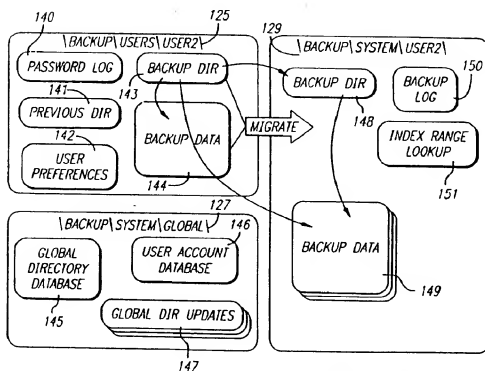 140
\BACKUP\USERS\USER2\
125
PASSWORD LOG
BACKUP DIR
141
143
PREVIOUS DIR
142
BACKUP DATA
USER
PREFERENCES
144
MIGRATE
129
\BACKUP\SYSTEM\USER2\
150
BACKUP DIR
BACKUP
LOG
148
INDEX RANGE
LOOKUP
151
BACKUP DATA
149
\BACKUP\SYSTEM\GLOBAL\
127
146
GLOBAL
DIRECTORY
DATABASE
USER ACCOUNT
DATABASE
145
GLOBAL DIR UPDATES
147